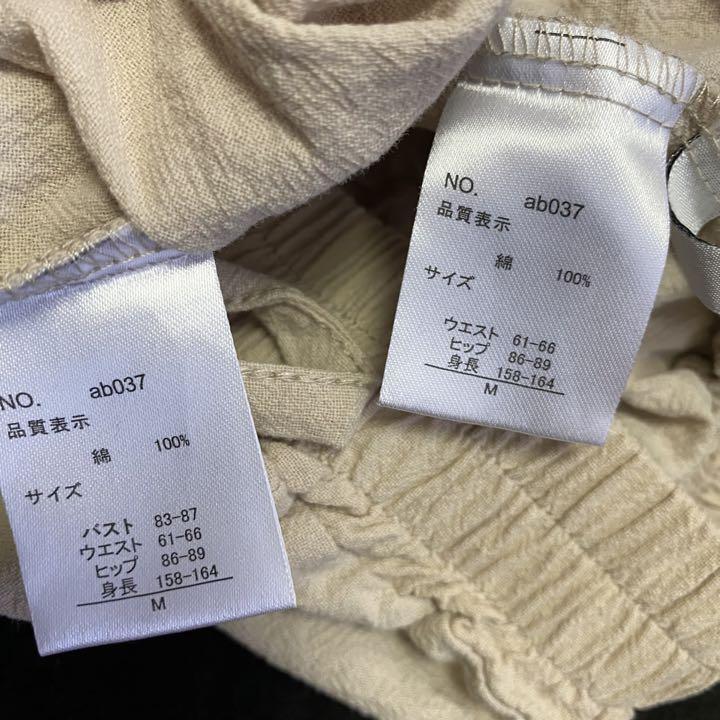 NO. ab037
品質表示
綿 100%
サイズ
バスト 83-87
ウエスト 61-66
ヒップ 86-89
身長 158-164
M
NO. ab037
品質表示
綿 100%
サイズ
ウエスト 61-66
ヒップ 86-89
身長 158-164
M